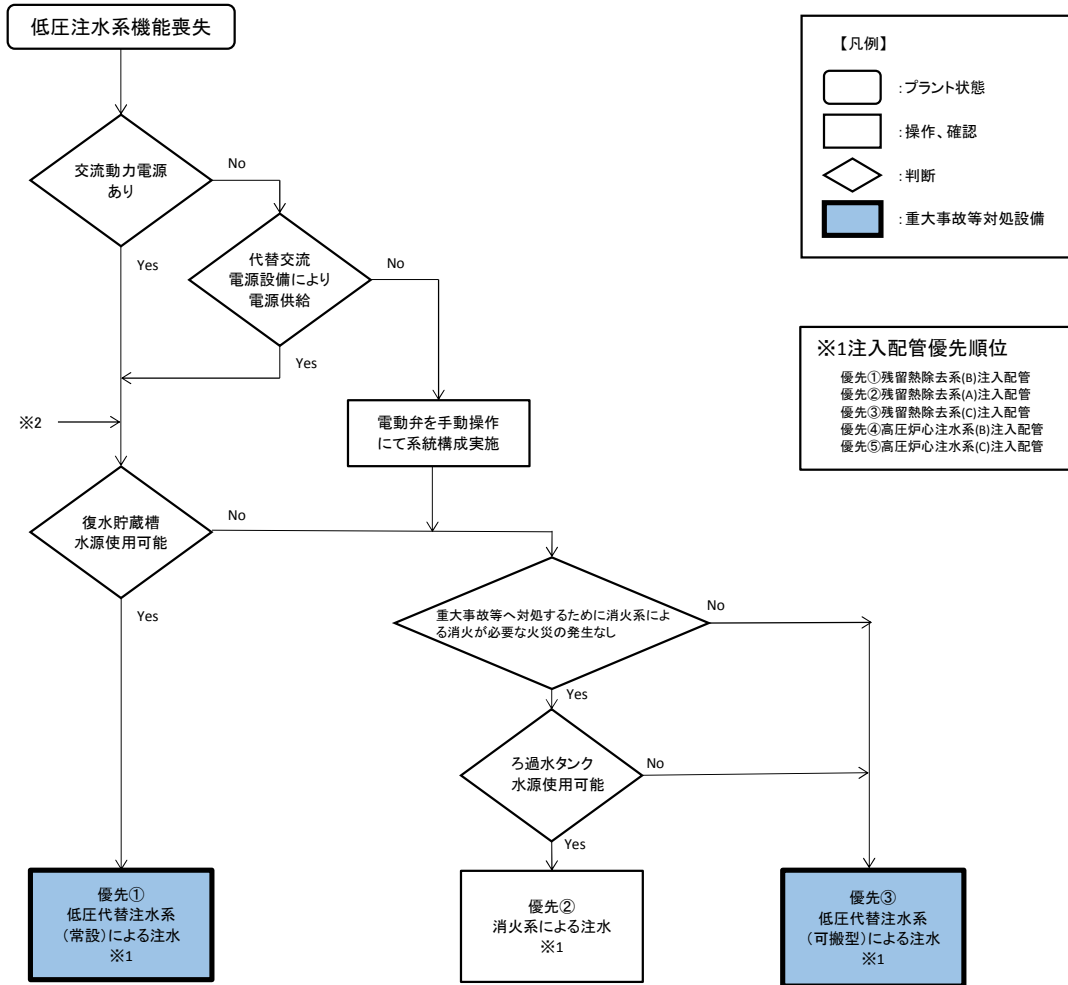 低圧注水系機能喪失
交流動力電源
あり
No
Yes
代替交流
電源設備により
電源供給
No
Yes
電動弁を手動操作
にて系統構成実施
※2
復水貯蔵槽
水源使用可能
No
Yes
重大事故等へ対処するために消火系によ
る消火が必要な火災の発生なし
No
Yes
ろ過水タンク
水源使用可能
No
Yes
優先①
低圧代替注水系
（常設）による注水
※1
優先②
消火系による注水
※1
優先③
低圧代替注水系
（可搬型）による注水
※1
【凡例】
：プラント状態
：操作、確認
：判断
：重大事故等対処設備
※1注入配管優先順位
優先①残留熱除去系(B)注入配管
優先②残留熱除去系(A)注入配管
優先③残留熱除去系(C)注入配管
優先④高圧炉心注水系(B)注入配管
優先⑤高圧炉心注水系(C)注入配管